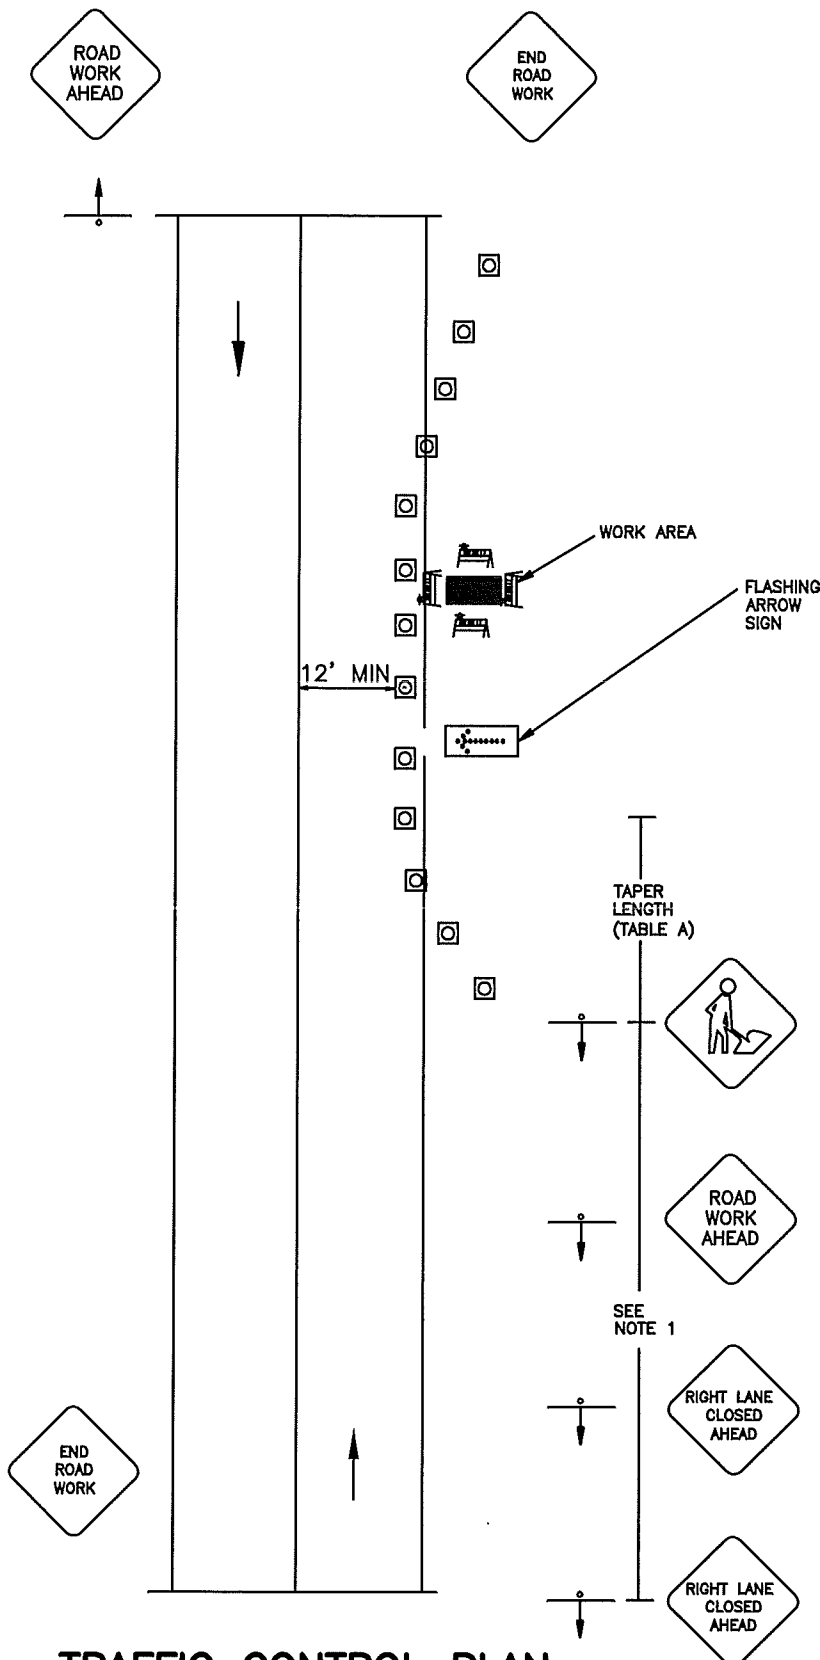 ROAD
WORK
AHEAD
END
ROAD
WORK
WORK AREA
FLASHING
ARROW
SIGN
12' MIN
TAPER
LENGTH
(TABLE A)
ROAD
WORK
AHEAD
SEE
NOTE 1
RIGHT LANE
CLOSED
AHEAD
END
ROAD
WORK
RIGHT LANE
CLOSED
AHEAD
TRAFFIC CONTROL PLAN